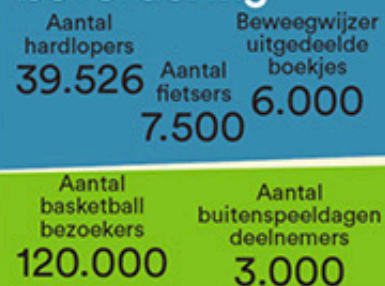 Aantal
hardlopers
39.526
Aantal
fietsers
7.500
Beweegwijzer
uitgedeelde
boekjes
6.000
Aantal
basketball
bezoekers
120.000
Aantal
buitenspeeldagen
deelnemers
3.000